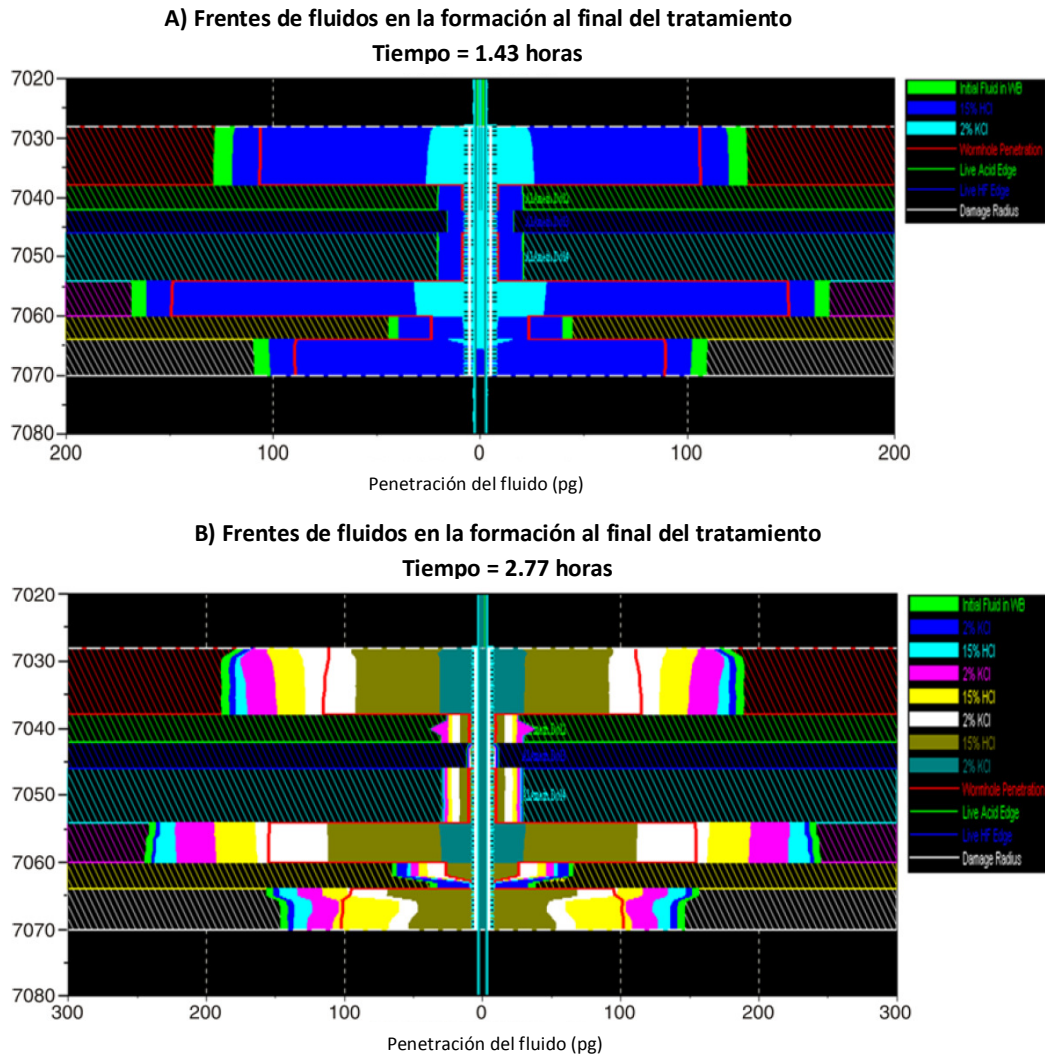 A) Frentes de fluidos en la formación al final del tratamiento
Tiempo = 1.43 horas
7020
7030
7040
7050
7060
7070
7080
200
100
0
100
200
Penetración del fluido (pg)
Initial Fluid in WB
15% HCl
2% KCl
Wormhole Penetration
Live Acid Edge
Live HF Edge
Damage Radius
B) Frentes de fluidos en la formación al final del tratamiento
Tiempo = 2.77 horas
7020
7030
7040
7050
7060
7070
7080
300
200
100
0
100
200
300
Penetración del fluido (pg)
Initial Fluid in WB
2% KCl
15% HCl
2% KCl
15% HCl
2% KCl
15% HCl
2% KCl
Wormhole Penetration
Live Acid Edge
Live HF Edge
Damage Radius